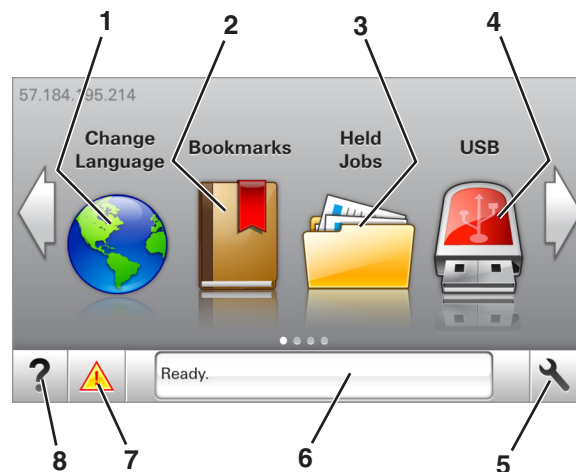 1 2 3 4
57.184.195.214
Change Language
Bookmarks
Held Jobs
USB
?
Ready.
8 7 6 5